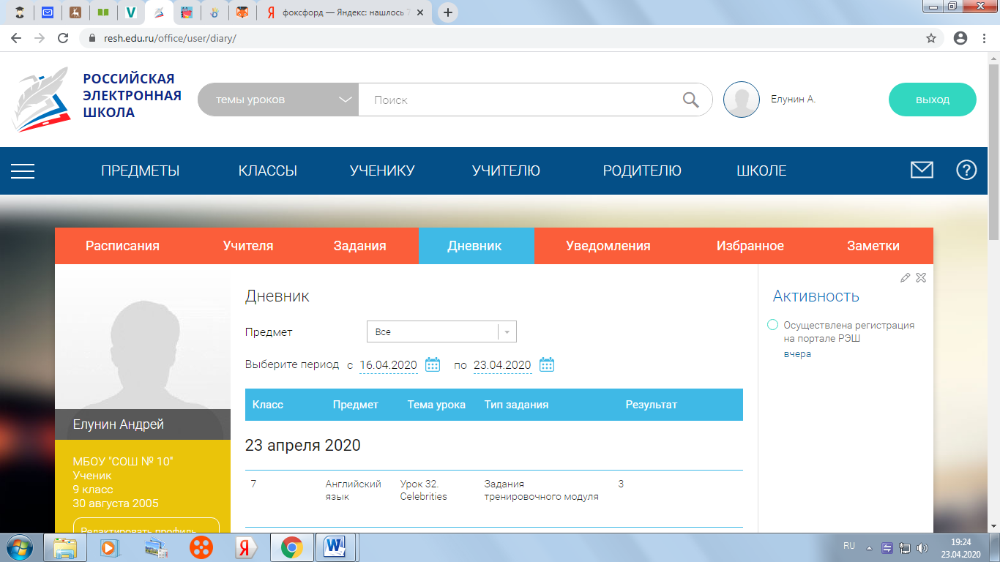 фоксфорд — Яндекс: нашлось
resh.edu.ru/office/user/diary/
РОССИЙСКАЯ
ЭЛЕКТРОННАЯ
ШКОЛА
темы уроков
Поиск
Елунин А.
выход
ПРЕДМЕТЫ КЛАССЫ УЧЕНИКУ УЧИТЕЛЮ РОДИТЕЛЮ ШКОЛЕ
Расписания Учителя Задания Дневник Уведомления Избранное Заметки
Дневник
Предмет Все
Выберите период с 16.04.2020 по 23.04.2020
Класс Предмет Тема урока Тип задания Результат
23 апреля 2020
7 Английский язык Урок 32. Celebrities Задания тренировочного модуля 3
Елунин Андрей
МБОУ "СОШ № 10"
Ученик
9 класс
30 августа 2005
Редактировать профиль
Активность
Осуществлена регистрация
на портале РЭШ
вчера
RU
19:24
23.04.2020